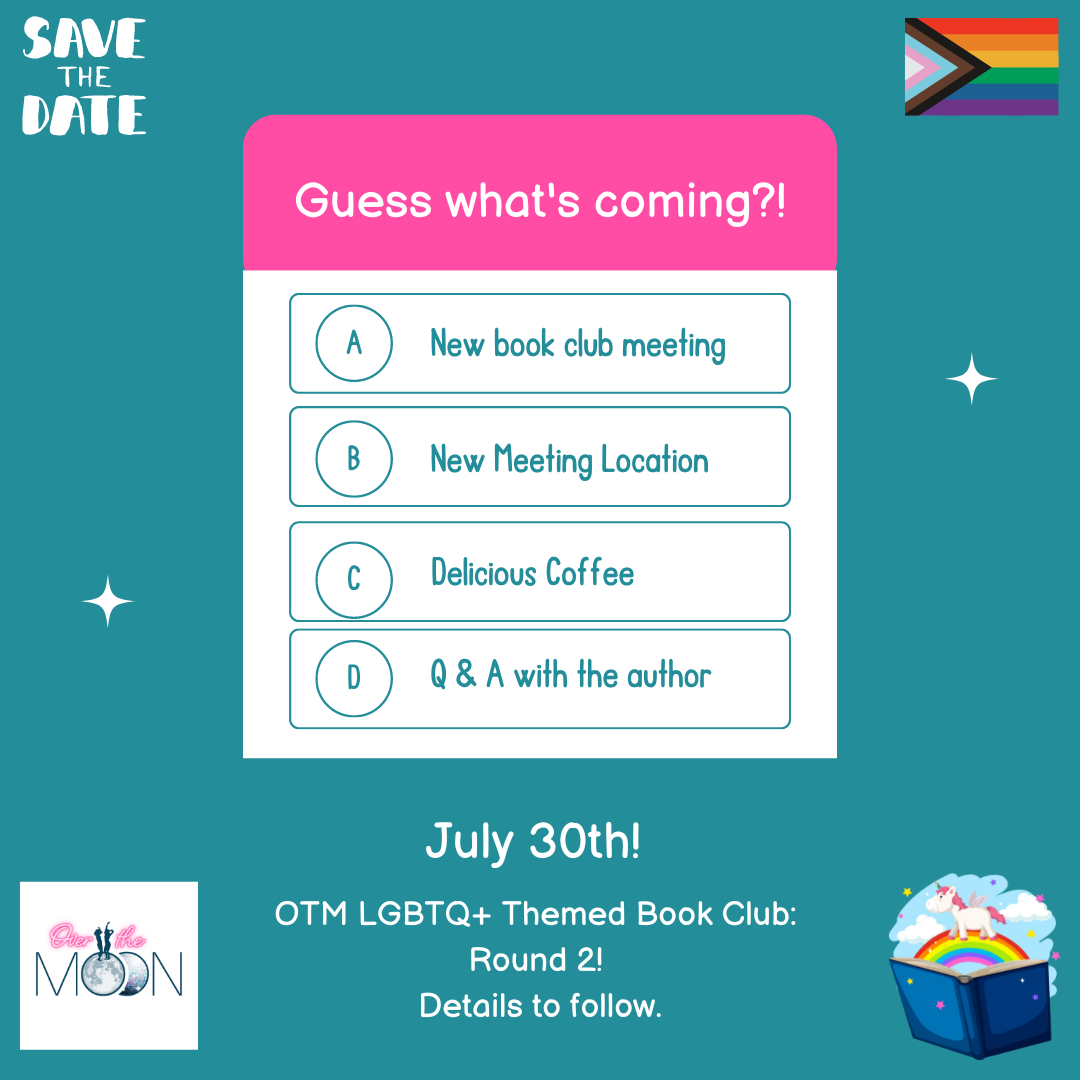 SAVE
THE
DATE
Guess what's coming?!
A New book club meeting
B New Meeting Location
C Delicious Coffee
D Q & A with the author
July 30th!
OTM LGBTQ+ Themed Book Club:
Round 2!
Details to follow.
Over the
MOON